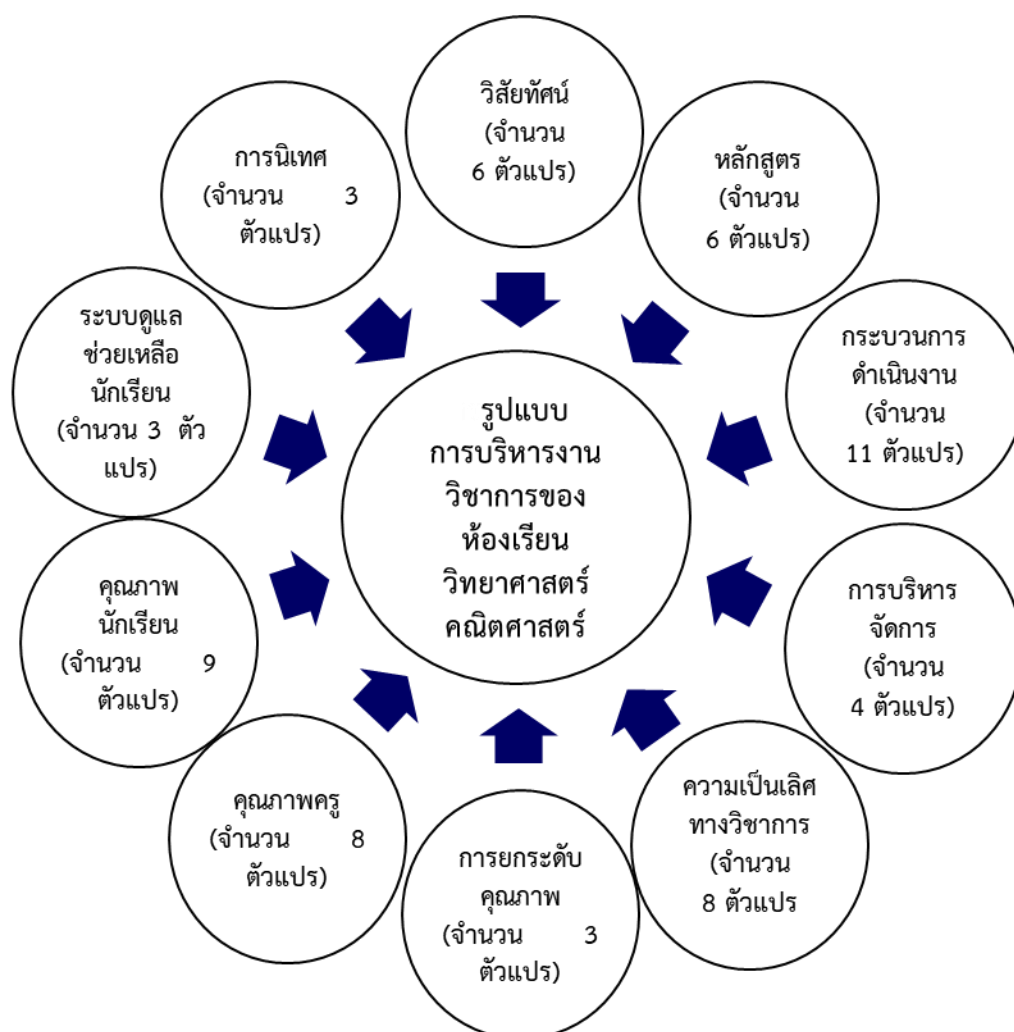 วิสัยทัศน์
(จำนวน
6 ตัวแปร)
หลักสูตร
(จำนวน
6 ตัวแปร)
กระบวนการ
ดำเนินงาน
(จำนวน
11 ตัวแปร)
การบริหาร
จัดการ
(จำนวน
4 ตัวแปร)
ความเป็นเลิศ
ทางวิชาการ
(จำนวน
8 ตัวแปร
การยกระดับ
คุณภาพ
(จำนวน 3
ตัวแปร)
คุณภาพครู
(จำนวน 8
ตัวแปร)
คุณภาพ
นักเรียน
(จำนวน 9
ตัวแปร)
ระบบดูแล
ช่วยเหลือ
นักเรียน
(จำนวน 3 ตัว
แปร)
การนิเทศ
(จำนวน 3
ตัวแปร)
รูปแบบ
การบริหารงาน
วิชาการของ
ห้องเรียน
วิทยาศาสตร์
คณิตศาสตร์